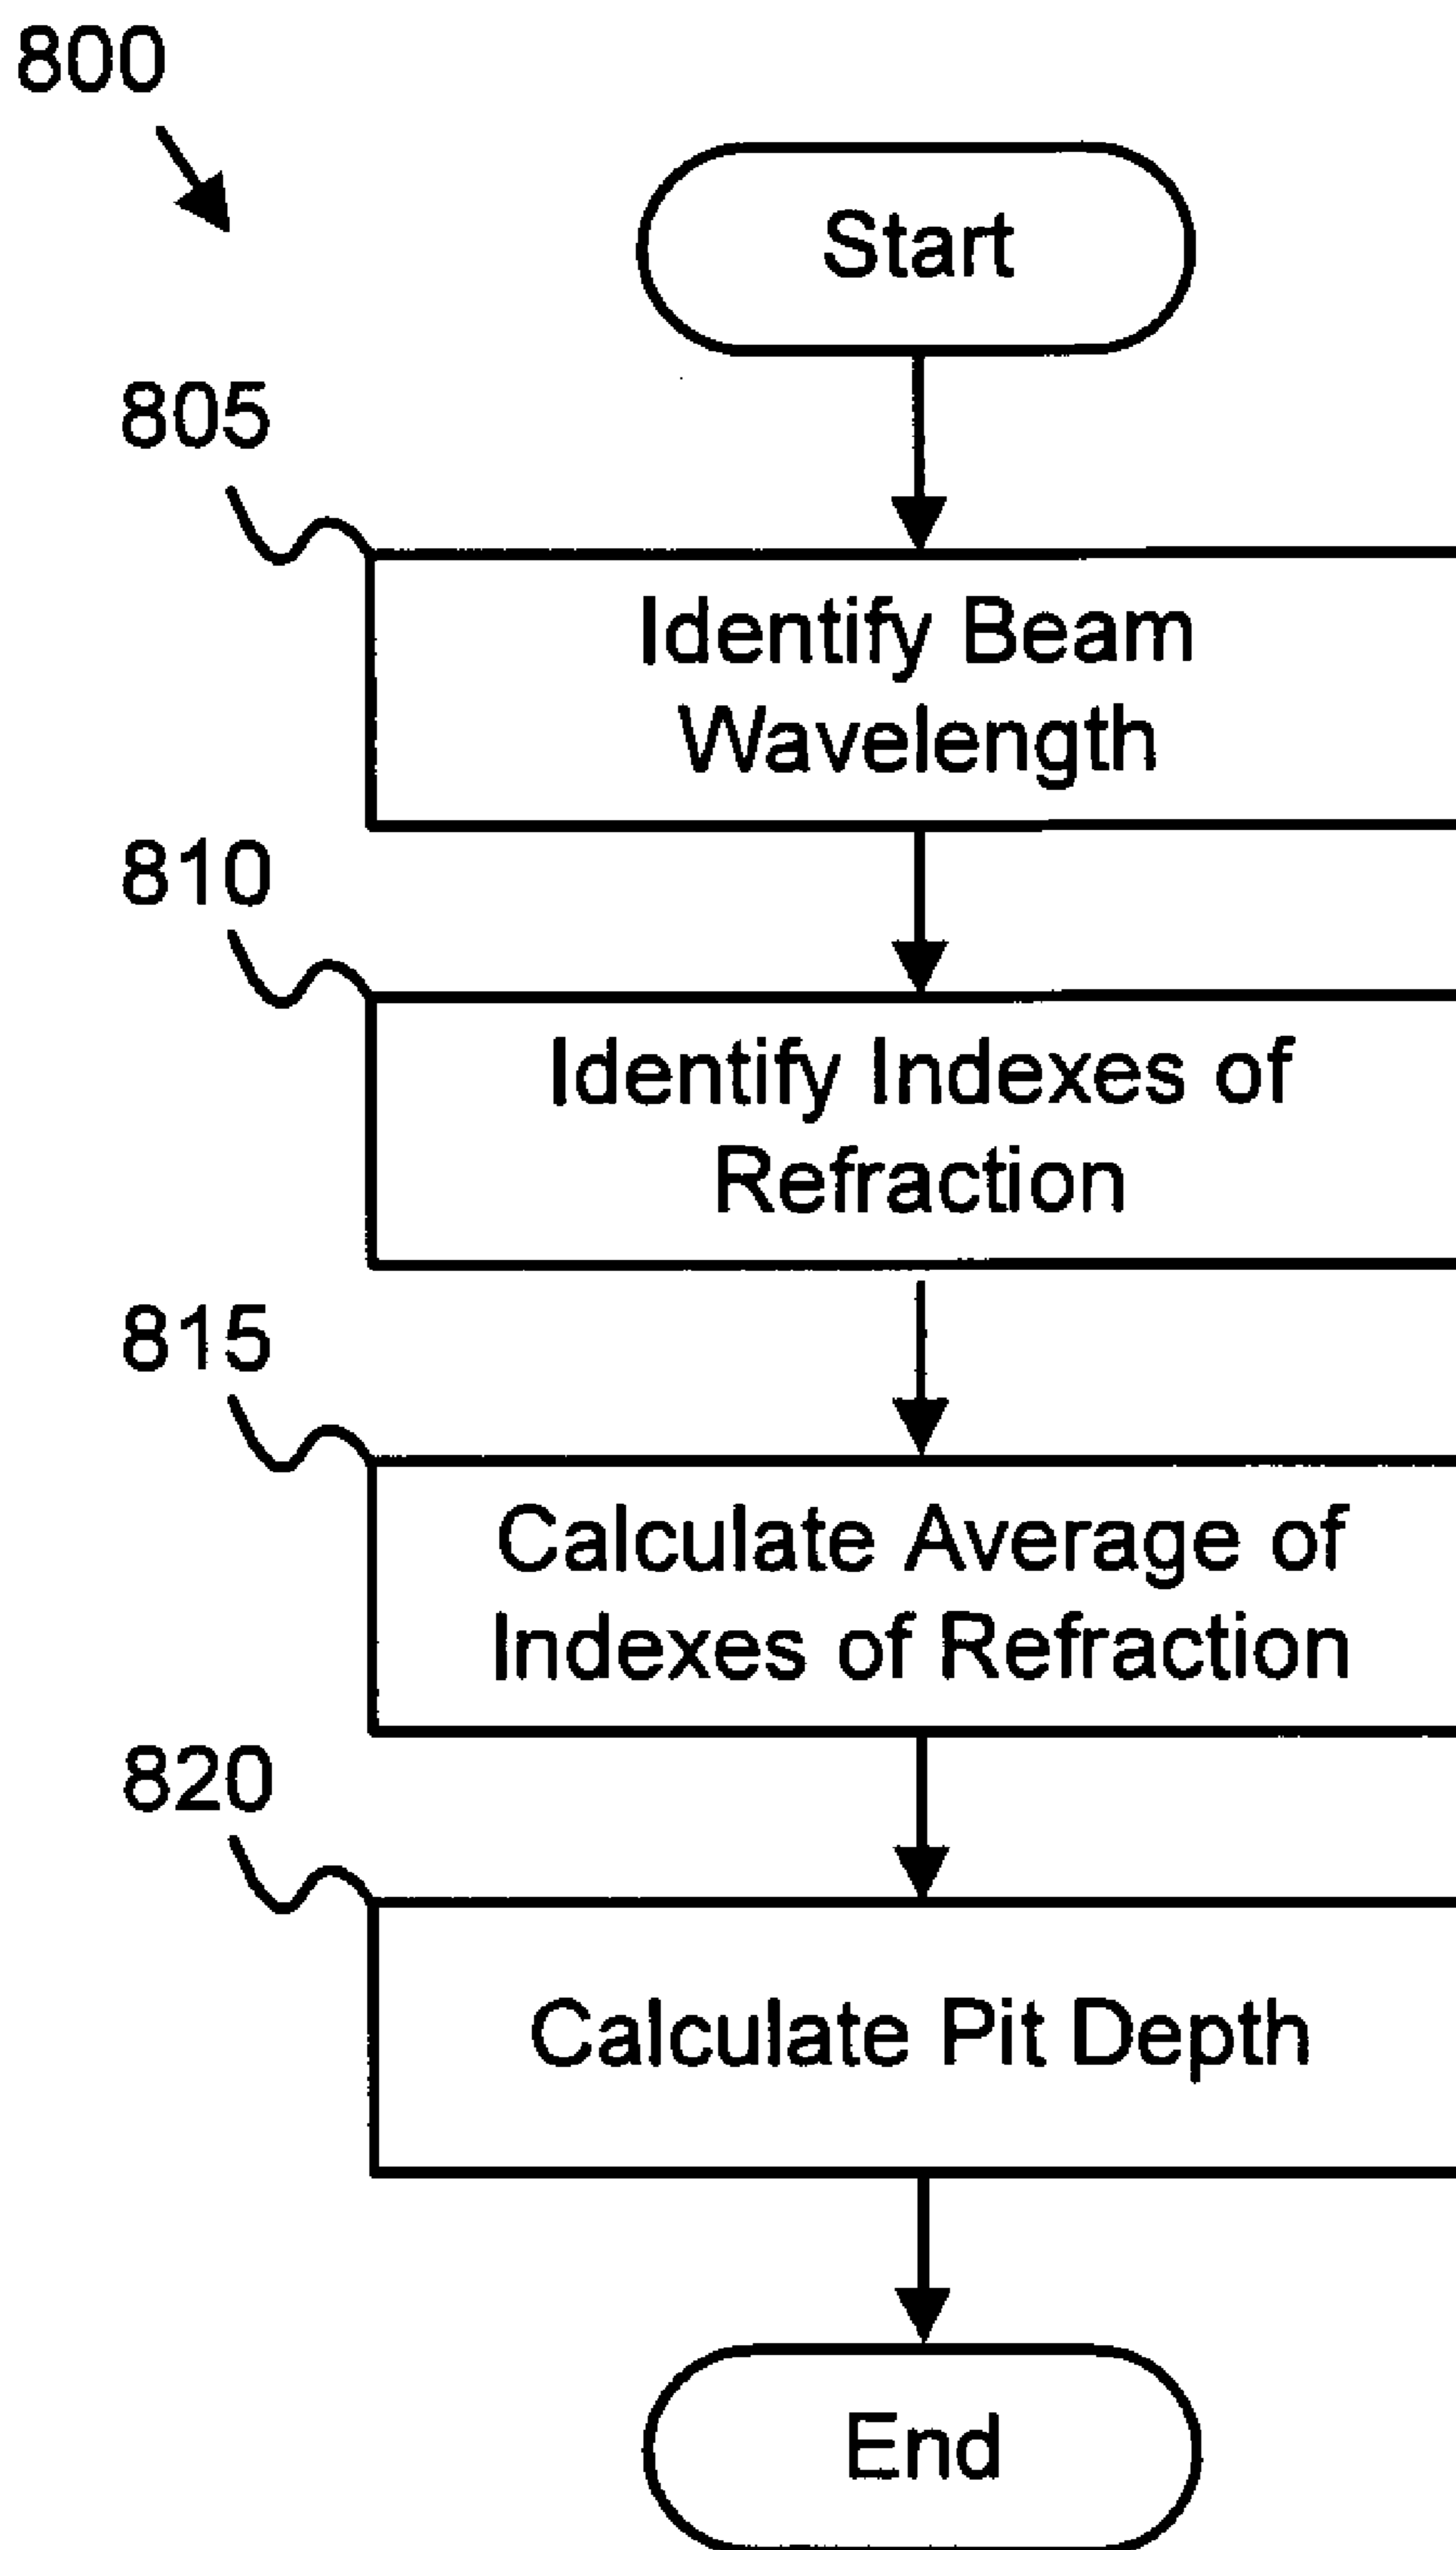 800
Start
805
Identify Beam
Wavelength
810
Identify Indexes of
Refraction
815
Calculate Average of
Indexes of Refraction
820
Calculate Pit Depth
End